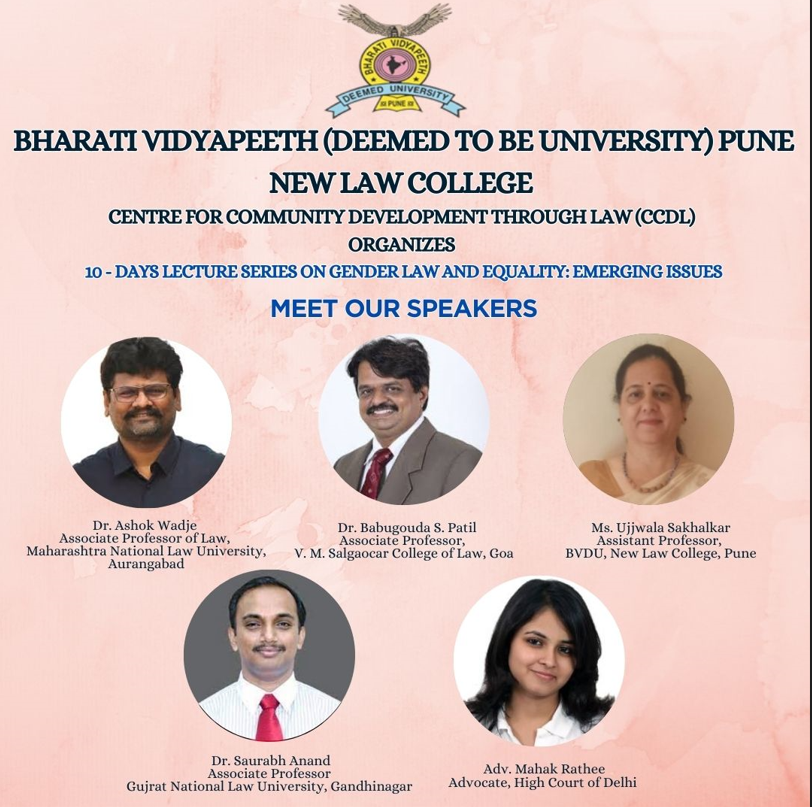 BHARATI VIDYAPEETH
DEEMED UNIVERSITY
PUNE
BHARATI VIDYAPEETH (DEEMED TO BE UNIVERSITY) PUNE
NEW LAW COLLEGE
CENTRE FOR COMMUNITY DEVELOPMENT THROUGH LAW (CCDL)
ORGANIZES
10 - DAYS LECTURE SERIES ON GENDER LAW AND EQUALITY: EMERGING ISSUES
MEET OUR SPEAKERS
Dr. Ashok Wadje
Associate Professor of Law,
Maharashtra National Law University,
Aurangabad
Dr. Babugouda S. Patil
Associate Professor,
V. M. Salgaocar College of Law, Goa
Ms. Ujjwala Sakhalkar
Assistant Professor,
BVDU, New Law College, Pune
Dr. Saurabh Anand
Associate Professor
Gujrat National Law University, Gandhinagar
Adv. Mahak Rathee
Advocate, High Court of Delhi